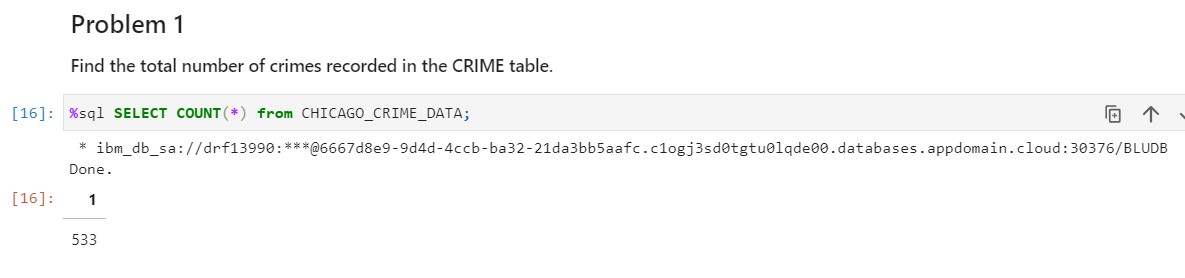 Problem 1
Find the total number of crimes recorded in the CRIME table.
[16]: %sql SELECT COUNT(*) from CHICAGO_CRIME_DATA;
* ibm_db_sa://drf13990:***@6667d8e9-9d4d-4ccb-ba32-21da3bb5aafc.c1ogj3sd0tgtu0lqde00.databases.appdomain.cloud:30376/BLUDB
Done.
[16]: 1
533